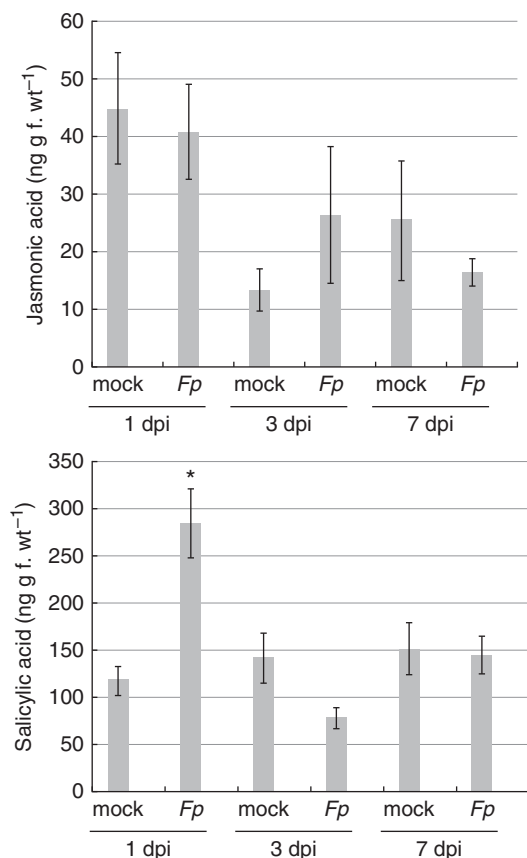 Jasmonic acid (ng g f. wt⁻¹)
60
50
40
30
20
10
0
mock Fp mock Fp mock Fp
1 dpi 3 dpi 7 dpi
Salicylic acid (ng g f. wt⁻¹)
350
300
250
200
150
100
50
0
*
mock Fp mock Fp mock Fp
1 dpi 3 dpi 7 dpi